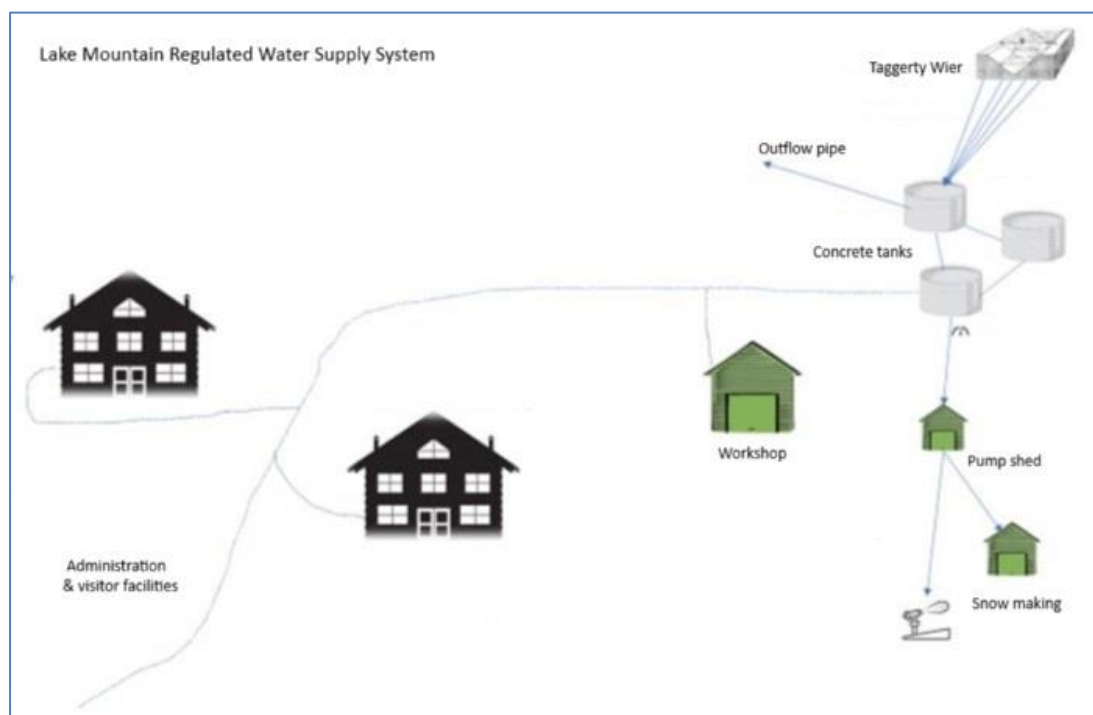 Lake Mountain Regulated Water Supply System
Taggerty Wier
Outflow pipe
Concrete tanks
Workshop
Pump shed
Administration
& visitor facilities
Snow making